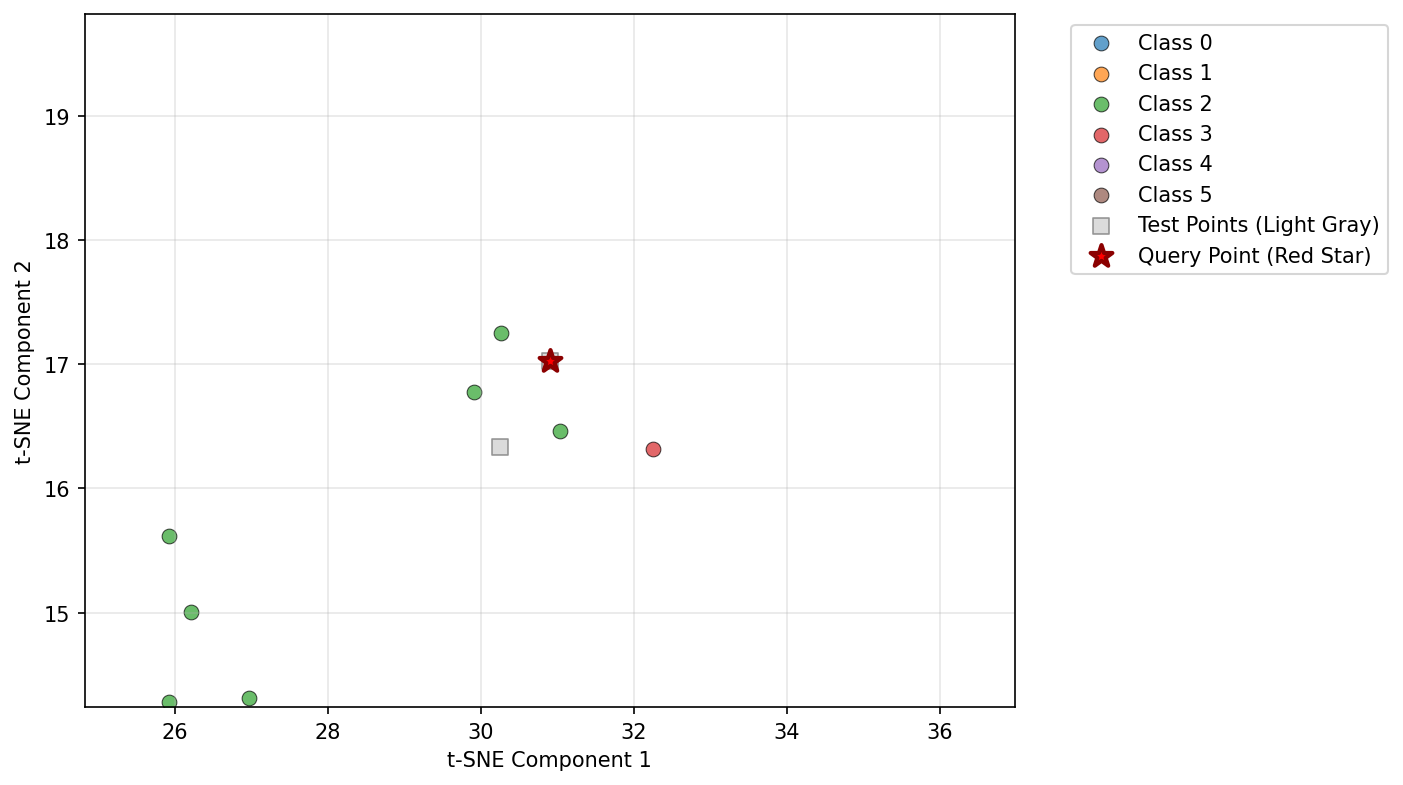 Class 0
Class 1
Class 2
Class 3
Class 4
Class 5
Test Points (Light Gray)
Query Point (Red Star)
t-SNE Component 2
19
18
17
16
15
26 28 30 32 34 36
t-SNE Component 1